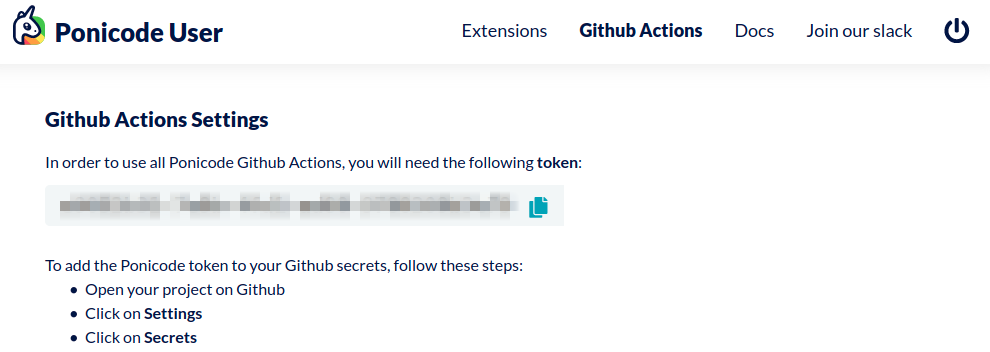 Ponicode User
Extensions
Github Actions
Docs
Join our slack
Github Actions Settings
In order to use all Ponicode Github Actions, you will need the following token:
To add the Ponicode token to your Github secrets, follow these steps:
• Open your project on Github
• Click on Settings
• Click on Secrets